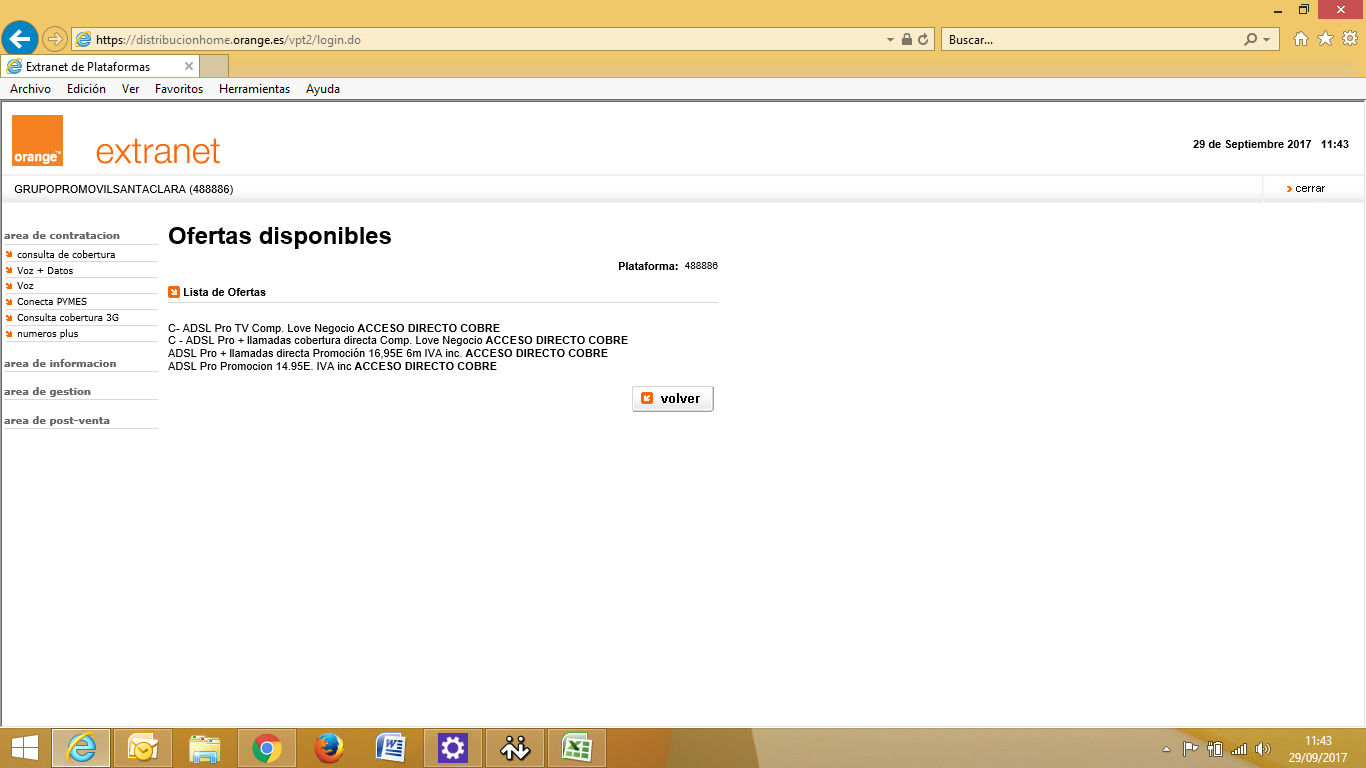 https://distribucionhome.orange.es/vpt2/login.do
Buscar...
Extranet de Plataformas
Archivo Edición Ver Favoritos Herramientas Ayuda
orange™
extranet
29 de Septiembre 2017 11:43
GRUPOPROMOVILSANTACLARA (488886)
cerrar
area de contratacion
consulta de cobertura
Voz + Datos
Voz
Conecta PYMES
Consulta cobertura 3G
numeros plus
area de informacion
area de gestion
area de post-venta
Ofertas disponibles
Plataforma: 488886
Lista de Ofertas
C- ADSL Pro TV Comp. Love Negocio ACCESO DIRECTO COBRE
C - ADSL Pro + llamadas cobertura directa Comp. Love Negocio ACCESO DIRECTO COBRE
ADSL Pro + llamadas directa Promoción 16,95E 6m IVA inc. ACCESO DIRECTO COBRE
ADSL Pro Promocion 14.95E. IVA inc ACCESO DIRECTO COBRE
volver
11:43
29/09/2017